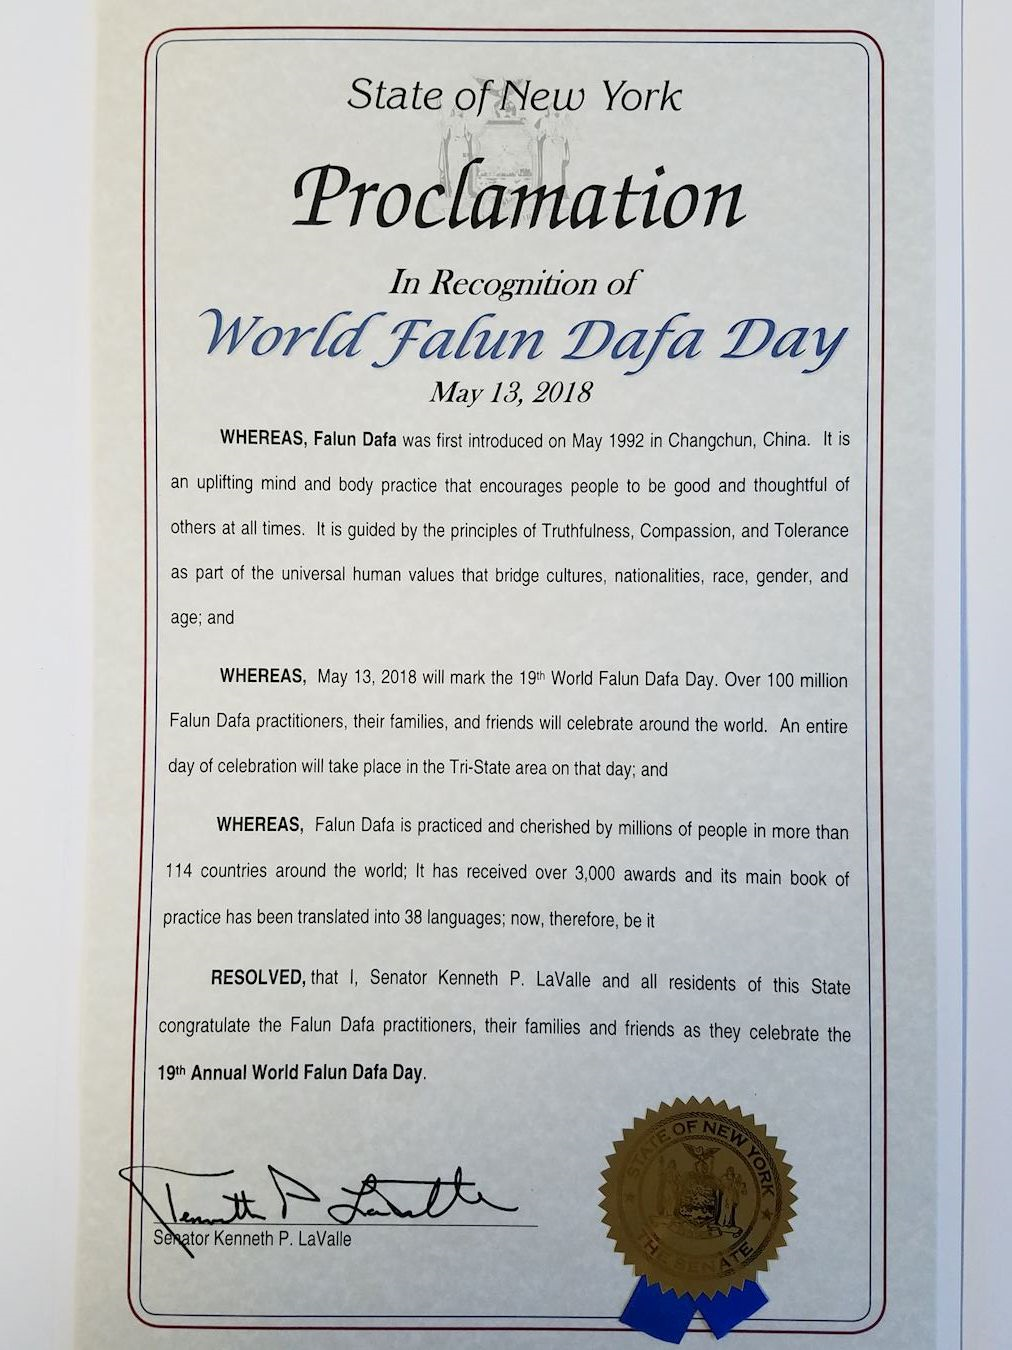 State of New York
Proclamation
In Recognition of
World Falun Dafa Day
May 13, 2018
WHEREAS, Falun Dafa was first introduced on May 1992 in Changchun, China. It is
an uplifting mind and body practice that encourages people to be good and thoughtful of
others at all times. It is guided by the principles of Truthfulness, Compassion, and Tolerance
as part of the universal human values that bridge cultures, nationalities, race, gender, and
age; and
WHEREAS, May 13, 2018 will mark the 19th World Falun Dafa Day. Over 100 million
Falun Dafa practitioners, their families, and friends will celebrate around the world. An entire
day of celebration will take place in the Tri-State area on that day; and
WHEREAS, Falun Dafa is practiced and cherished by millions of people in more than
114 countries around the world; It has received over 3,000 awards and its main book of
practice has been translated into 38 languages; now, therefore, be it
RESOLVED, that I, Senator Kenneth P. LaValle and all residents of this State
congratulate the Falun Dafa practitioners, their families and friends as they celebrate the
19th Annual World Falun Dafa Day.
Kenneth P. LaValle
Senator Kenneth P. LaValle
STATE OF NEW YORK
THE SENATE